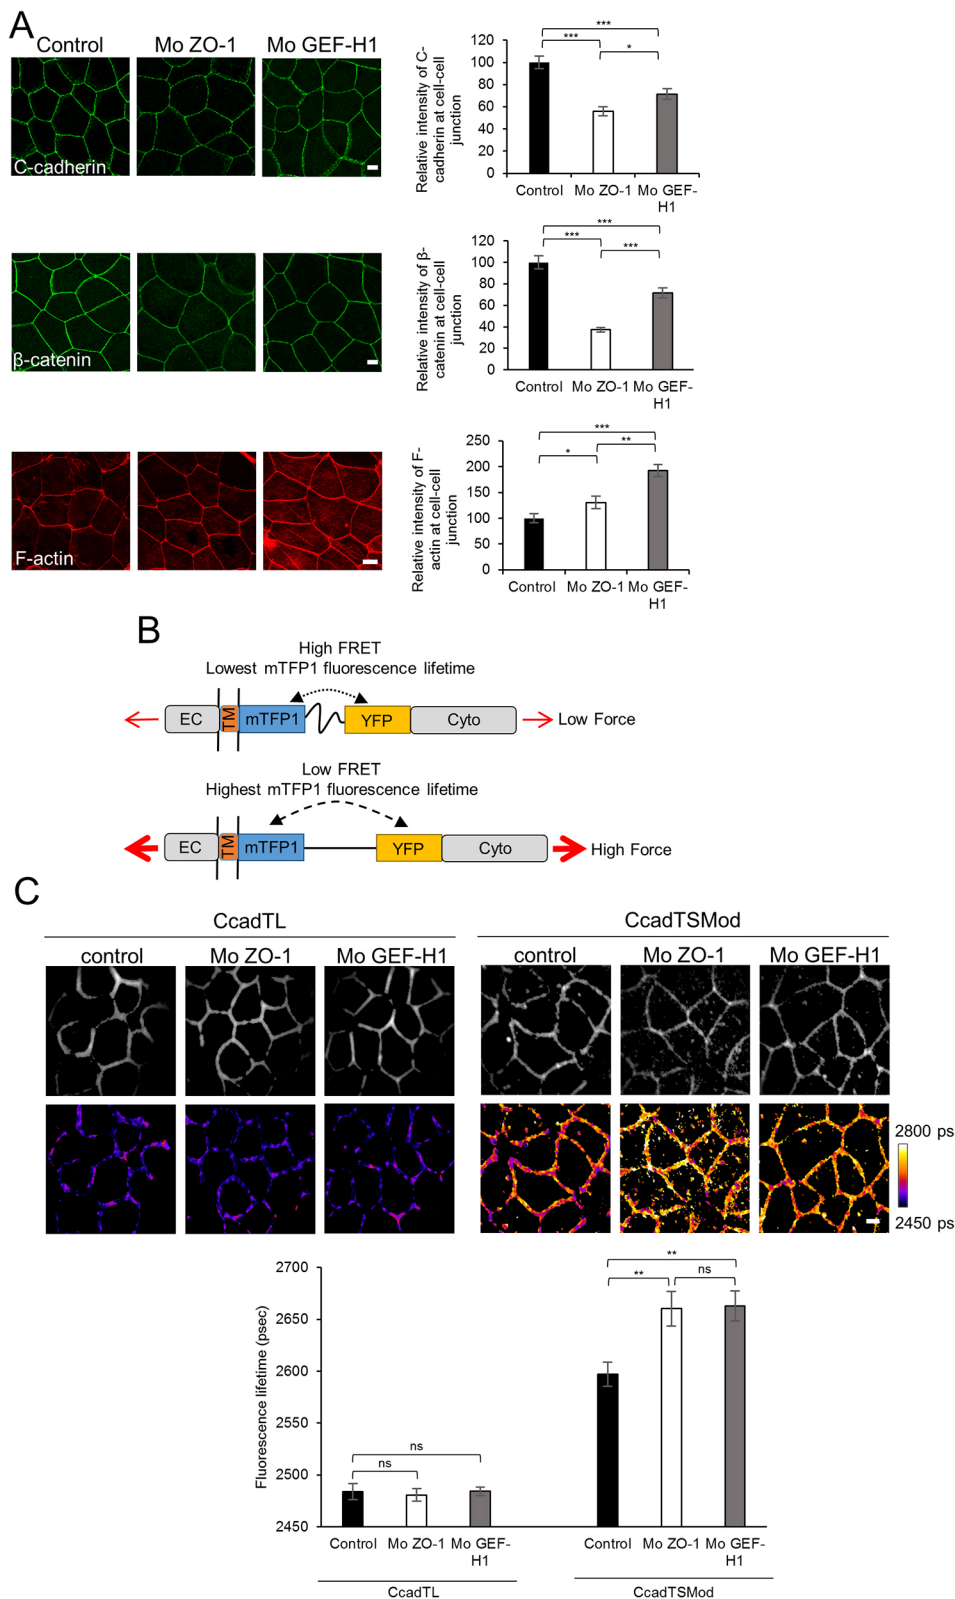 A
Control
Mo ZO-1
Mo GEF-H1
C-cadherin
Relative intensity of C-
cadherin at cell-cell
junction
120
100
80
60
40
20
0
***
***
*
Control
Mo ZO-1
Mo GEF-
H1
β-catenin
Relative intensity of β-
catenin at cell-cell
junction
120
100
80
60
40
20
0
***
***
***
Control
Mo ZO-1
Mo GEF-
H1
F-actin
Relative intensity of F-
actin at cell-cell
junction
250
200
150
100
50
0
***
**
*
Control
Mo ZO-1
Mo GEF-
H1
B
High FRET
Lowest mTFP1 fluorescence lifetime
EC
TM
mTFP1
YFP
Cyto
Low Force
Low FRET
Highest mTFP1 fluorescence lifetime
EC
TM
mTFP1
YFP
Cyto
High Force
C
CcadTL
CcadTSMod
control
Mo ZO-1
Mo GEF-H1
control
Mo ZO-1
Mo GEF-H1
2800 ps
2450 ps
Fluorescence lifetime (psec)
2700
2650
2600
2550
2500
2450
ns
ns
**
**
ns
Control
Mo ZO-1
Mo GEF-
H1
Control
Mo ZO-1
Mo GEF-
H1
CcadTL
CcadTSMod